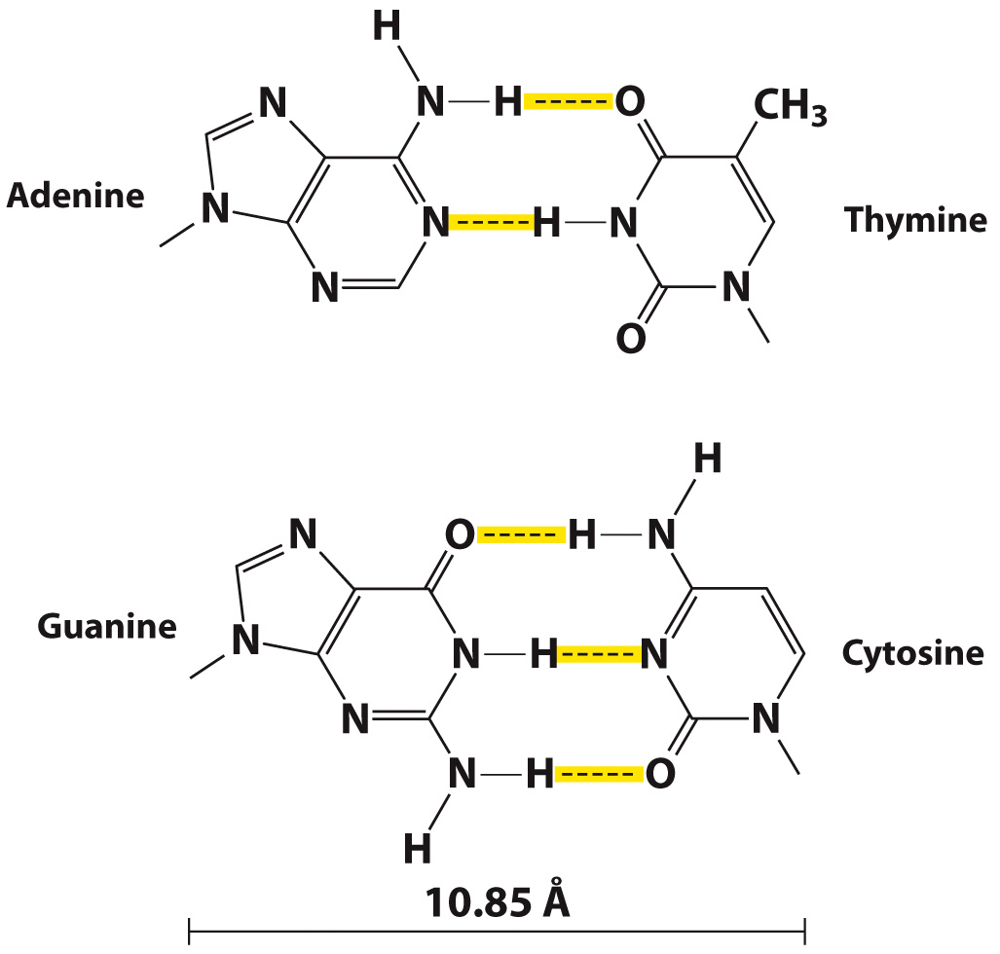 H
N H O CH3
N
Adenine
N N H N Thymine
N N
O
H
N O H N
Guanine
N N H N Cytosine
N N
N H O
H
10.85 Å